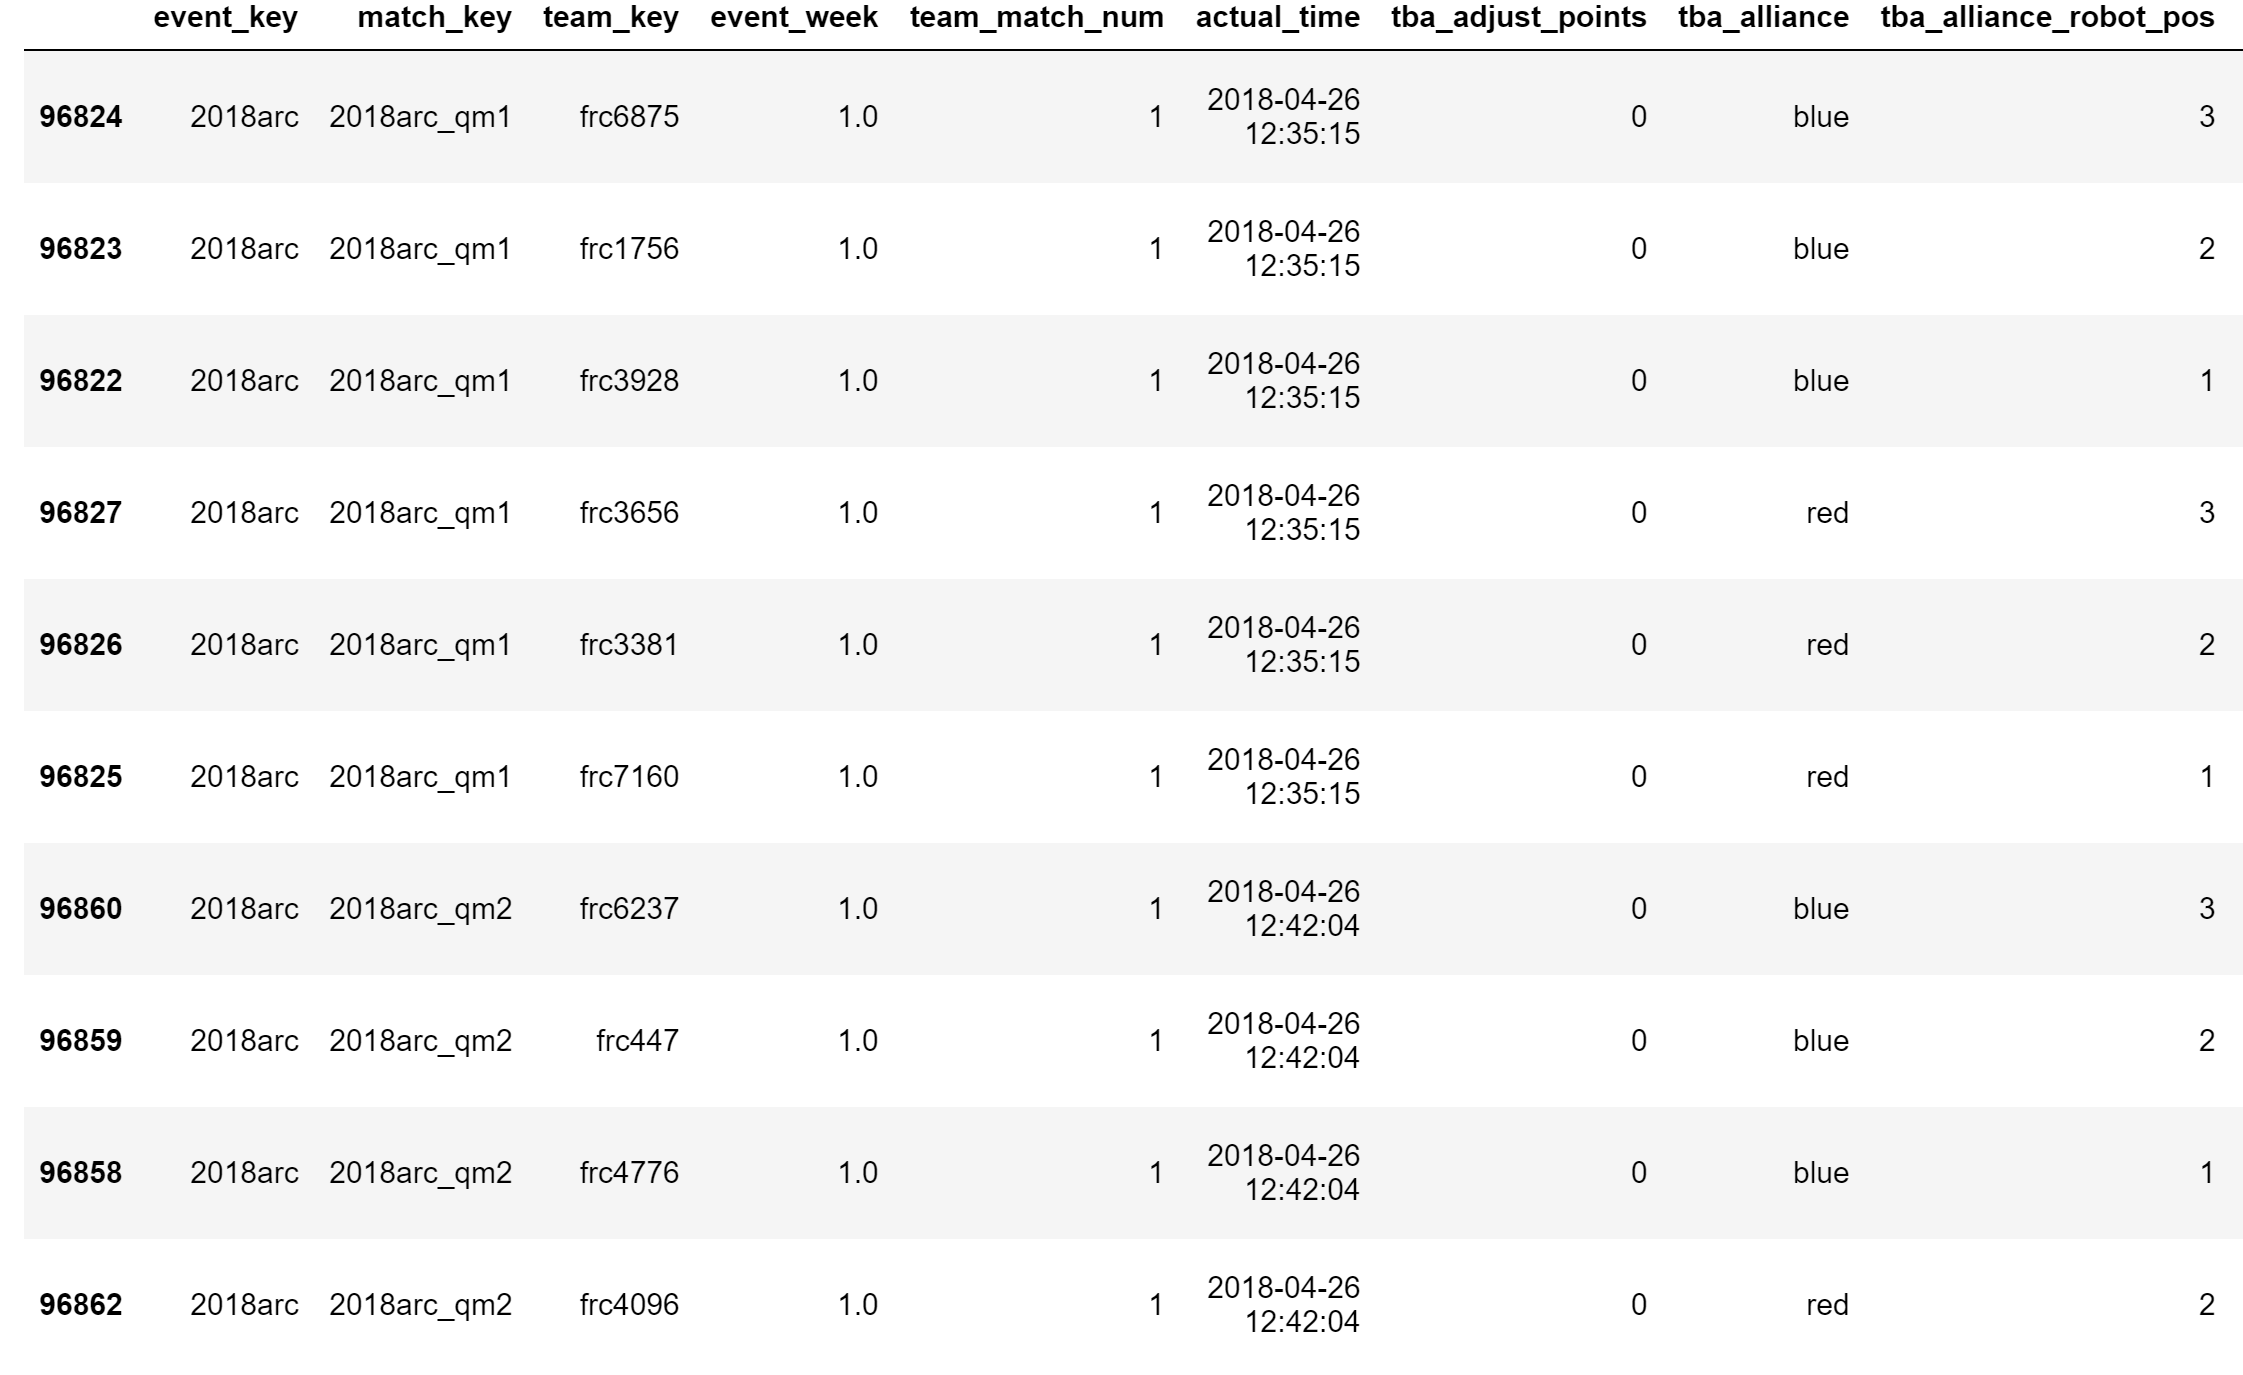 event_key match_key team_key event_week team_match_num actual_time tba_adjust_points tba_alliance tba_alliance_robot_pos
96824 2018arc 2018arc_qm1 frc6875 1.0 1 2018-04-26 12:35:15 0 blue 3
96823 2018arc 2018arc_qm1 frc1756 1.0 1 2018-04-26 12:35:15 0 blue 2
96822 2018arc 2018arc_qm1 frc3928 1.0 1 2018-04-26 12:35:15 0 blue 1
96827 2018arc 2018arc_qm1 frc3656 1.0 1 2018-04-26 12:35:15 0 red 3
96826 2018arc 2018arc_qm1 frc3381 1.0 1 2018-04-26 12:35:15 0 red 2
96825 2018arc 2018arc_qm1 frc7160 1.0 1 2018-04-26 12:35:15 0 red 1
96860 2018arc 2018arc_qm2 frc6237 1.0 1 2018-04-26 12:42:04 0 blue 3
96859 2018arc 2018arc_qm2 frc447 1.0 1 2018-04-26 12:42:04 0 blue 2
96858 2018arc 2018arc_qm2 frc4776 1.0 1 2018-04-26 12:42:04 0 blue 1
96862 2018arc 2018arc_qm2 frc4096 1.0 1 2018-04-26 12:42:04 0 red 2